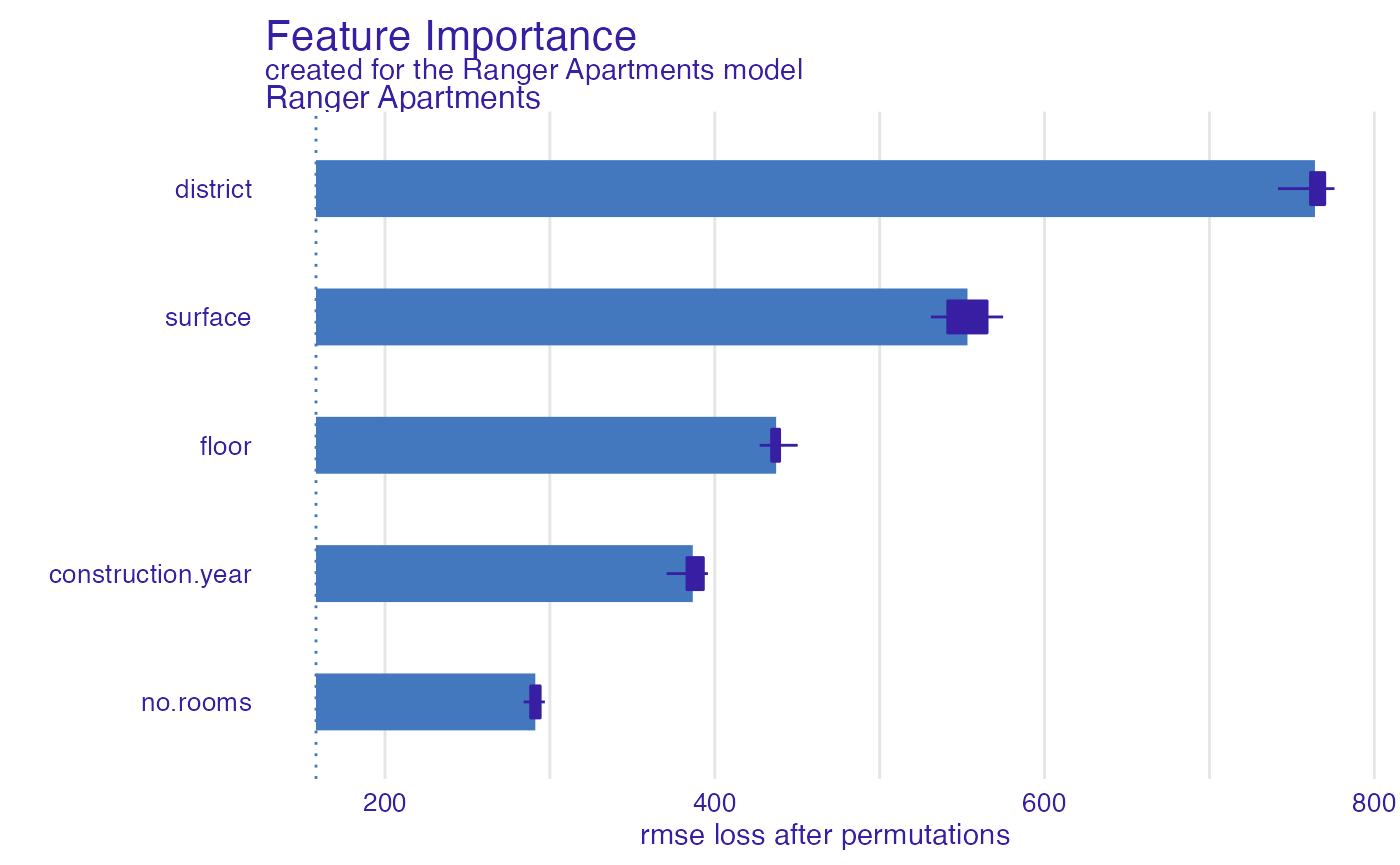 Feature Importance
created for the Ranger Apartments model
Ranger Apartments
district
surface
floor
construction.year
no.rooms
200 400 600 800
rmse loss after permutations